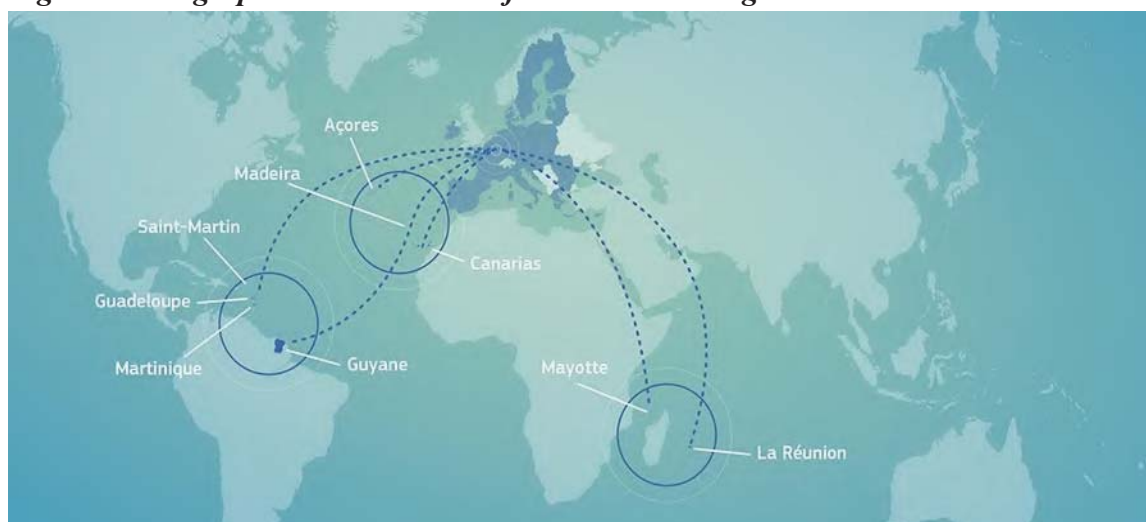 Açores
Madeira
Saint-Martin
Canarias
Guadeloupe
Martinique
Guyane
Mayotte
La Réunion